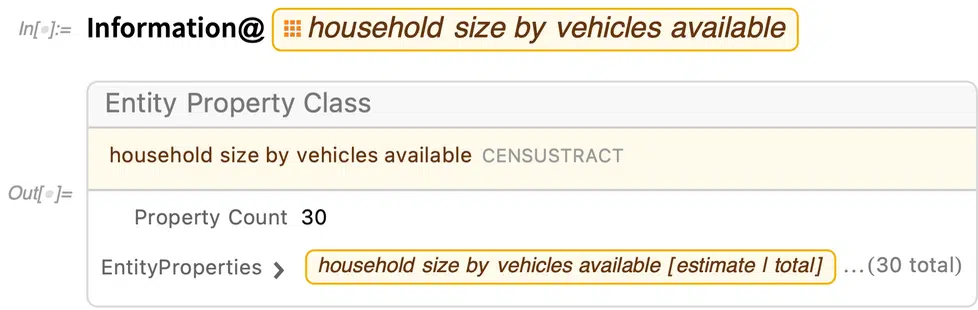 In[•]:= Information@ household size by vehicles available
Entity Property Class
household size by vehicles available CENSUSTRACT
Out[•]=
Property Count 30
EntityProperties › household size by vehicles available [estimate | total] ...(30 total)